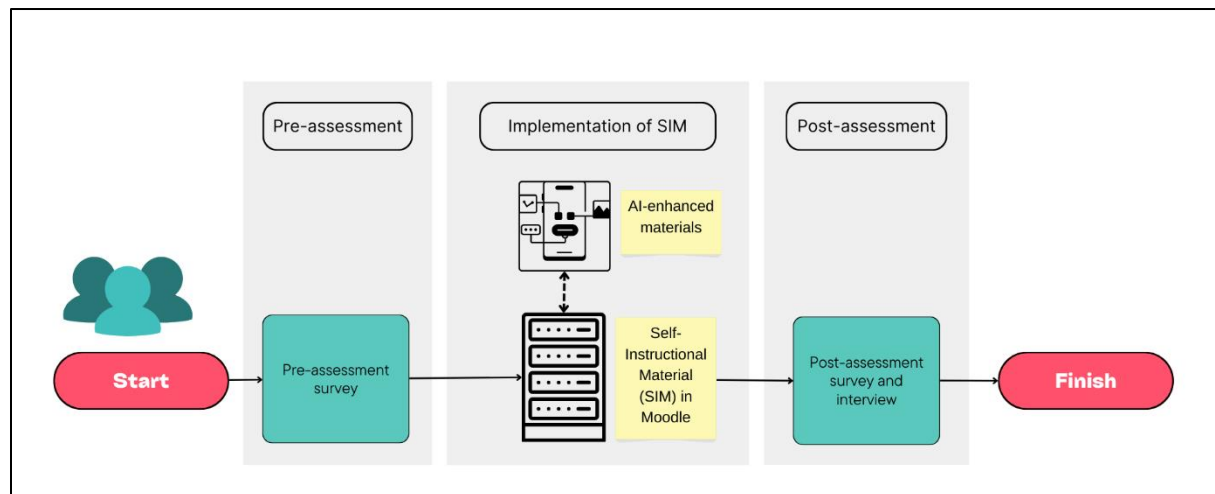 Pre-assessment
Implementation of SIM
Post-assessment
AI-enhanced
materials
Start
Pre-assessment
survey
Self-
Instructional
Material
(SIM) in
Moodle
Post-assessment
survey and
interview
Finish